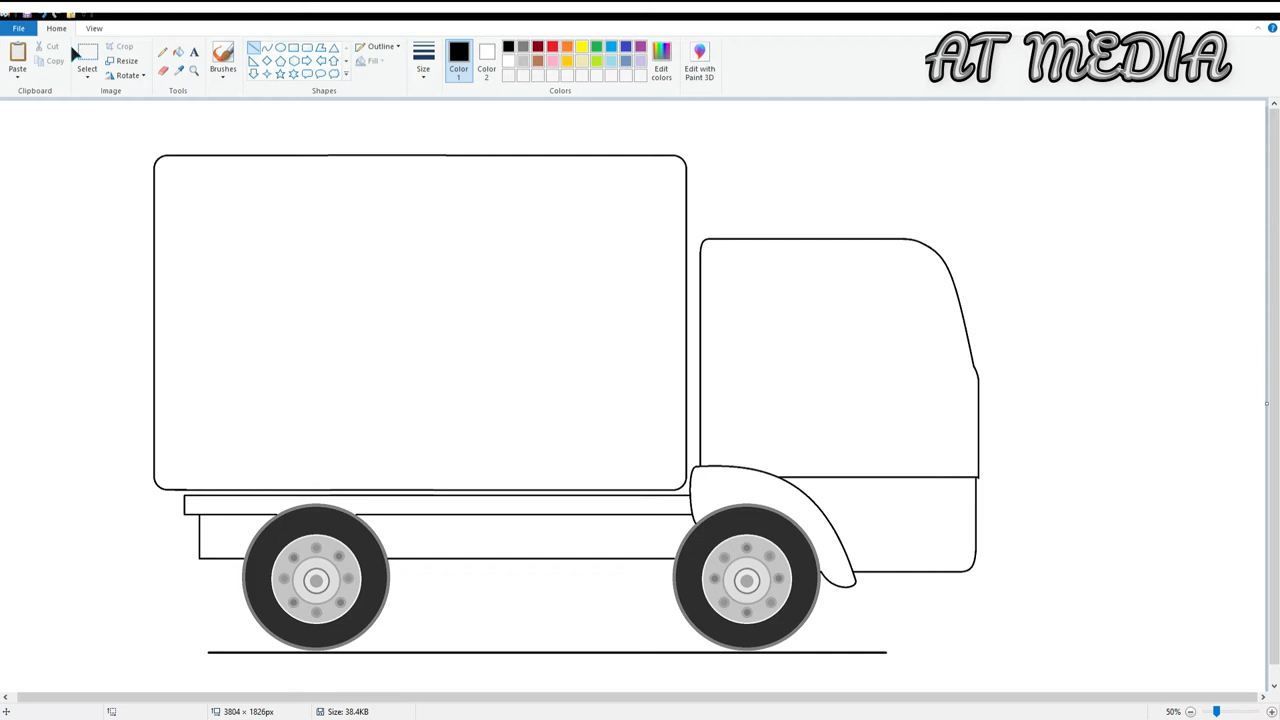 File Home View
AT MEDIA
Paste
Cut
Copy
Clipboard
Select
Crop
Resize
Rotate
Image
Tools
Brushes
Outline
Fill
Shapes
Size
Color 1
Color 2
Edit colors
Colors
Edit with Paint 3D
3804 × 1826px
Size: 38.4KB
50%